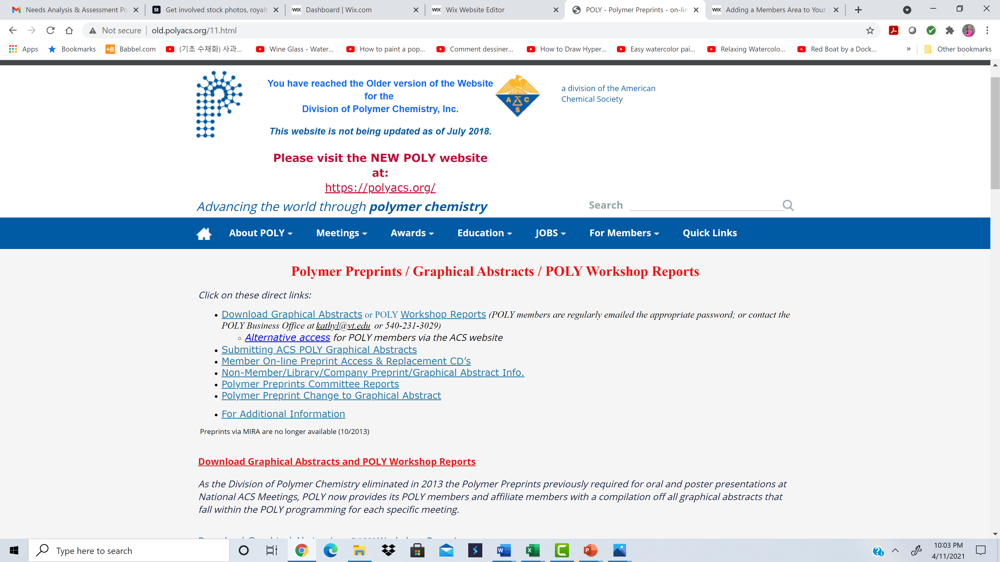 Needs Analysis & Assessment Po
Get involved stock photos, royalt
Dashboard | Wix.com
Wix Website Editor
POLY - Polymer Preprints - on-lin
Adding a Members Area to Your
Not secure
old.polyacs.org/11.html
Apps
Bookmarks
Babbel.com
(기초 수채화) 사과...
Wine Glass - Water...
How to paint a pop...
Comment dessiner...
How to Draw Hyper...
Easy watercolor pai...
Relaxing Watercolo...
Red Boat by a Dock...
»
Other bookmarks
You have reached the Older version of the Website
for the
Division of Polymer Chemistry, Inc.
This website is not being updated as of July 2018.
A C
S
a division of the American
Chemical Society
Please visit the NEW POLY website
at:
https://polyacs.org/
Advancing the world through polymer chemistry
Search
About POLY
Meetings
Awards
Education
JOBS
For Members
Quick Links
Polymer Preprints / Graphical Abstracts / POLY Workshop Reports
Click on these direct links:
Download Graphical Abstracts or POLY Workshop Reports (POLY members are regularly emailed the appropriate password; or contact the
POLY Business Office at kathyl@vt.edu or 540-231-3029)
Alternative access for POLY members via the ACS website
Submitting ACS POLY Graphical Abstracts
Member On-line Preprint Access & Replacement CD’s
Non-Member/Library/Company Preprint/Graphical Abstract Info.
Polymer Preprints Committee Reports
Polymer Preprint Change to Graphical Abstract
For Additional Information
Preprints via MIRA are no longer available (10/2013)
Download Graphical Abstracts and POLY Workshop Reports
As the Division of Polymer Chemistry eliminated in 2013 the Polymer Preprints previously required for oral and poster presentations at
National ACS Meetings, POLY now provides its POLY members and affiliate members with a compilation off all graphical abstracts that
fall within the POLY programming for each specific meeting.
Type here to search
10:03 PM
4/11/2021